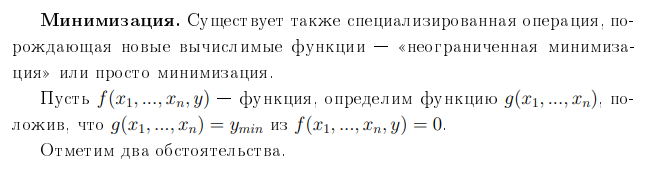 Минимизация. Существует также специализированная операция, по-
рождающая новые вычислимые функции — «неограниченная минимиза-
ция» или просто минимизация.
Пусть f(x₁, ..., xₙ, y) — функция, определим функцию g(x₁, ..., xₙ), по-
ложив, что g(x₁, ..., xₙ) = yₘᵢₙ из f(x₁, ..., xₙ, y) = 0.
Отметим два обстоятельства.